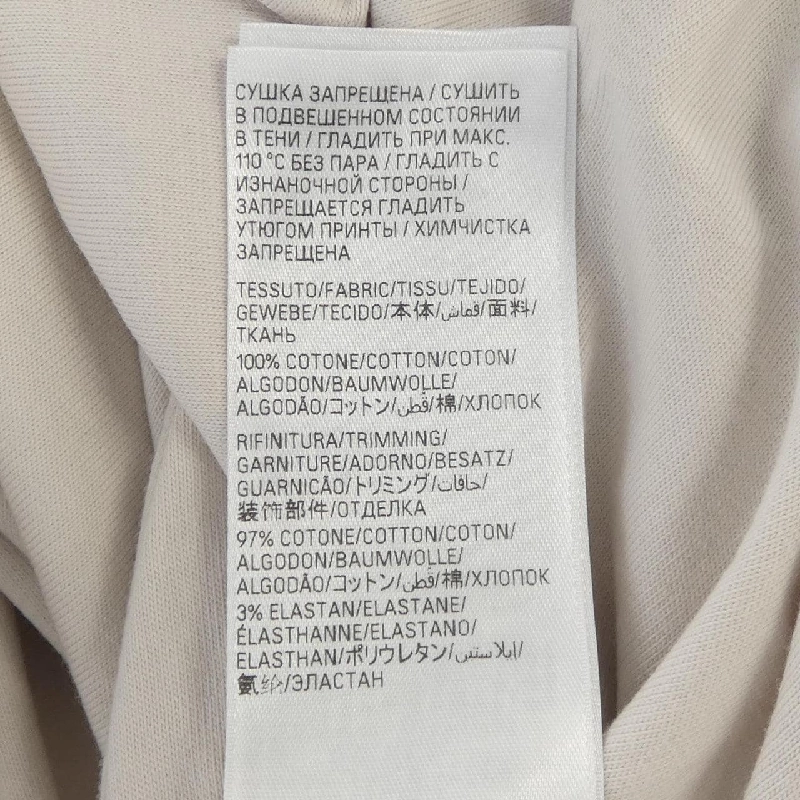 СУШКА ЗАПРЕЩЕНА / СУШИТЬ
В ПОДВЕШЕННОМ СОСТОЯНИИ
В ТЕНИ / ГЛАДИТЬ ПРИ МАКС.
110 °C БЕЗ ПАРА / ГЛАДИТЬ С
ИЗНАНОЧНОЙ СТОРОНЫ /
ЗАПРЕЩАЕТСЯ ГЛАДИТЬ
УТЮГОМ ПРИНТЫ / ХИМЧИСТКА
ЗАПРЕЩЕНА
TESSUTO/FABRIC/TISSU/TEJIDO/
GEWEBE/TECIDO/本体/قماش/面料/
ТКАНЬ
100% COTONE/COTTON/COTON/
ALGODON/BAUMWOLLE/
ALGODÃO/コットン/قطن/棉/ХЛОПОК
RIFINITURA/TRIMMING/
GARNITURE/ADORNO/BESATZ/
GUARNICÃO/トリミング/حافات/
装饰部件/ОТДЕЛКА
97% COTONE/COTTON/COTON/
ALGODON/BAUMWOLLE/
ALGODÃO/コットン/قطن/棉/ХЛОПОК
3% ELASTAN/ELASTANE/
ÉLASTHANNE/ELASTANO/
ELASTHAN/ポリウレタン/إيلاستين/
氨纶/ЭЛАСТАН